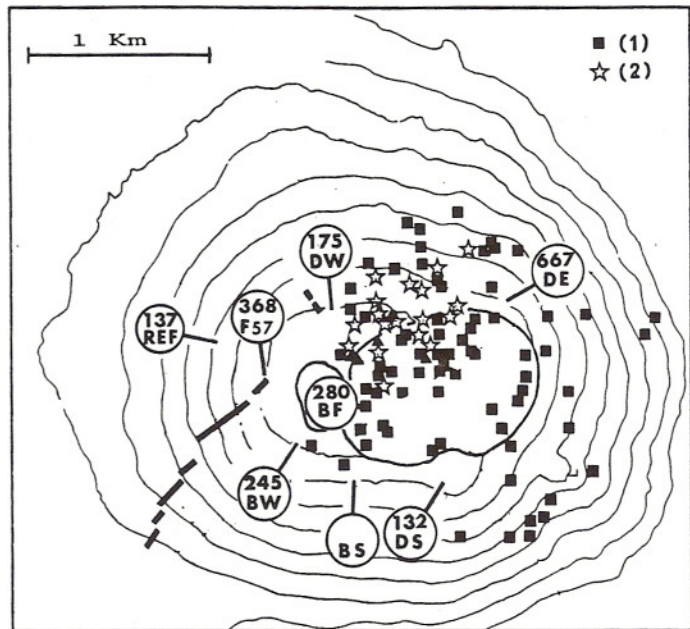 1 Km
(1)
(2)
175
DW
667
DE
368
F57
137
REF
280
BF
245
BW
BS
132
DS